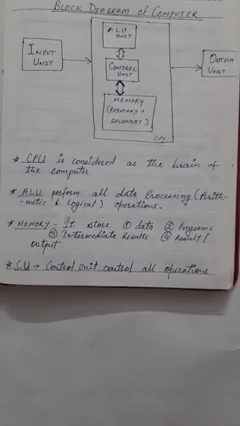 BLOCK DIAGRAM OF COMPUTER
ALU
UNIT
INPUT
UNIT
CONTROL
UNIT
OUTPUT
UNIT
MEMORY
(PRIMARY +
SECONDARY)
CPU
* CPU is considered as the brain of
the computer
* ALU perform all data Processing (Arith-
-metic & Logical) operations.
* MEMORY - It store ① data ② Programs
③ Intermediate Results ④ Result /
output
* CU → Control Unit control all operations